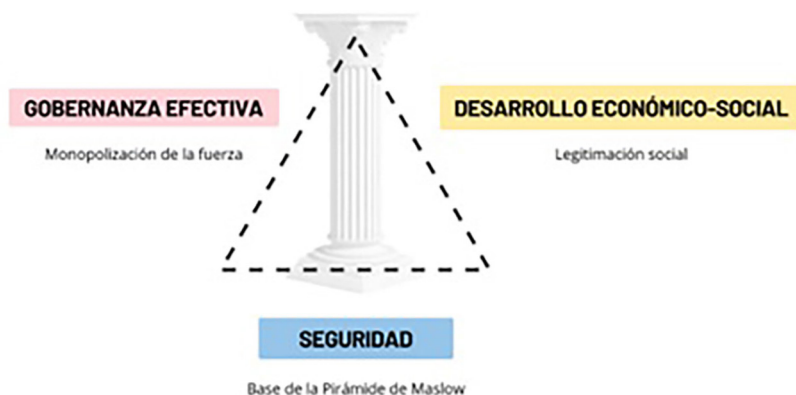 GOBERNANZA EFECTIVA
Monopolización de la fuerza
DESARROLLO ECONÓMICO-SOCIAL
Legitimación social
SEGURIDAD
Base de la Pirámide de Maslow